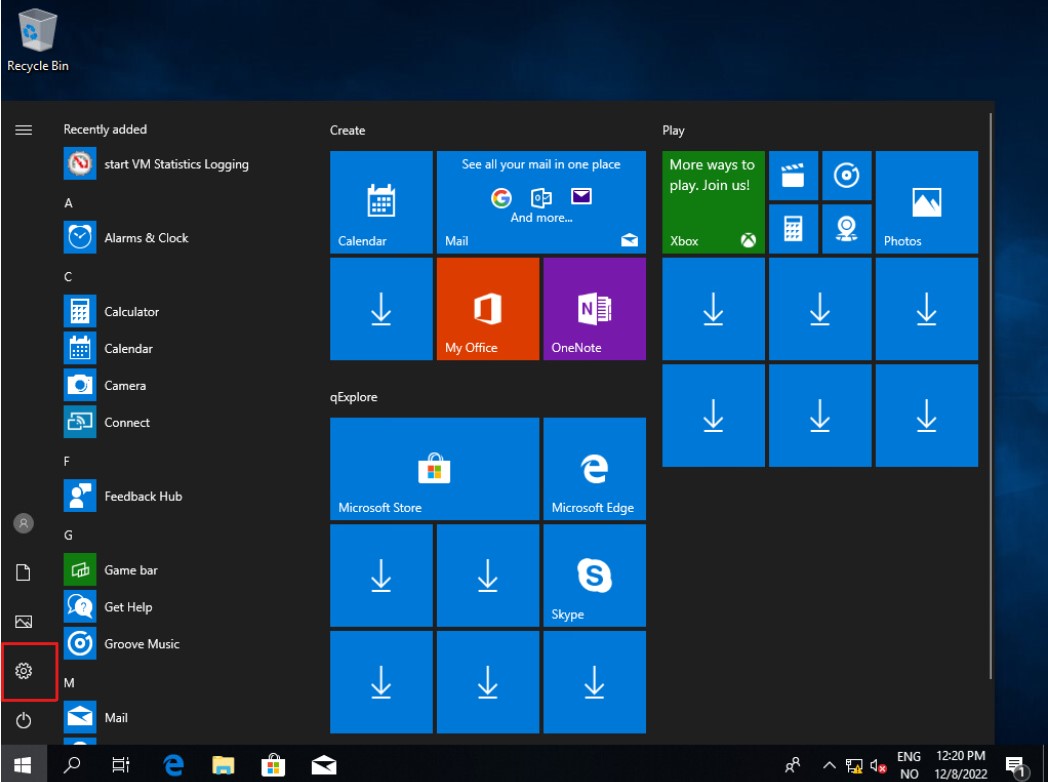 Recycle Bin
Recently added
start VM Statistics Logging
A
Alarms & Clock
C
Calculator
Calendar
Camera
Connect
F
Feedback Hub
G
Game bar
Get Help
Groove Music
M
Mail
Create
Calendar
See all your mail in one place
And more...
Mail
My Office
OneNote
qExplore
Microsoft Store
Microsoft Edge
Skype
Play
More ways to
play. Join us!
Xbox
Photos
ENG
NO
12:20 PM
12/8/2022
1